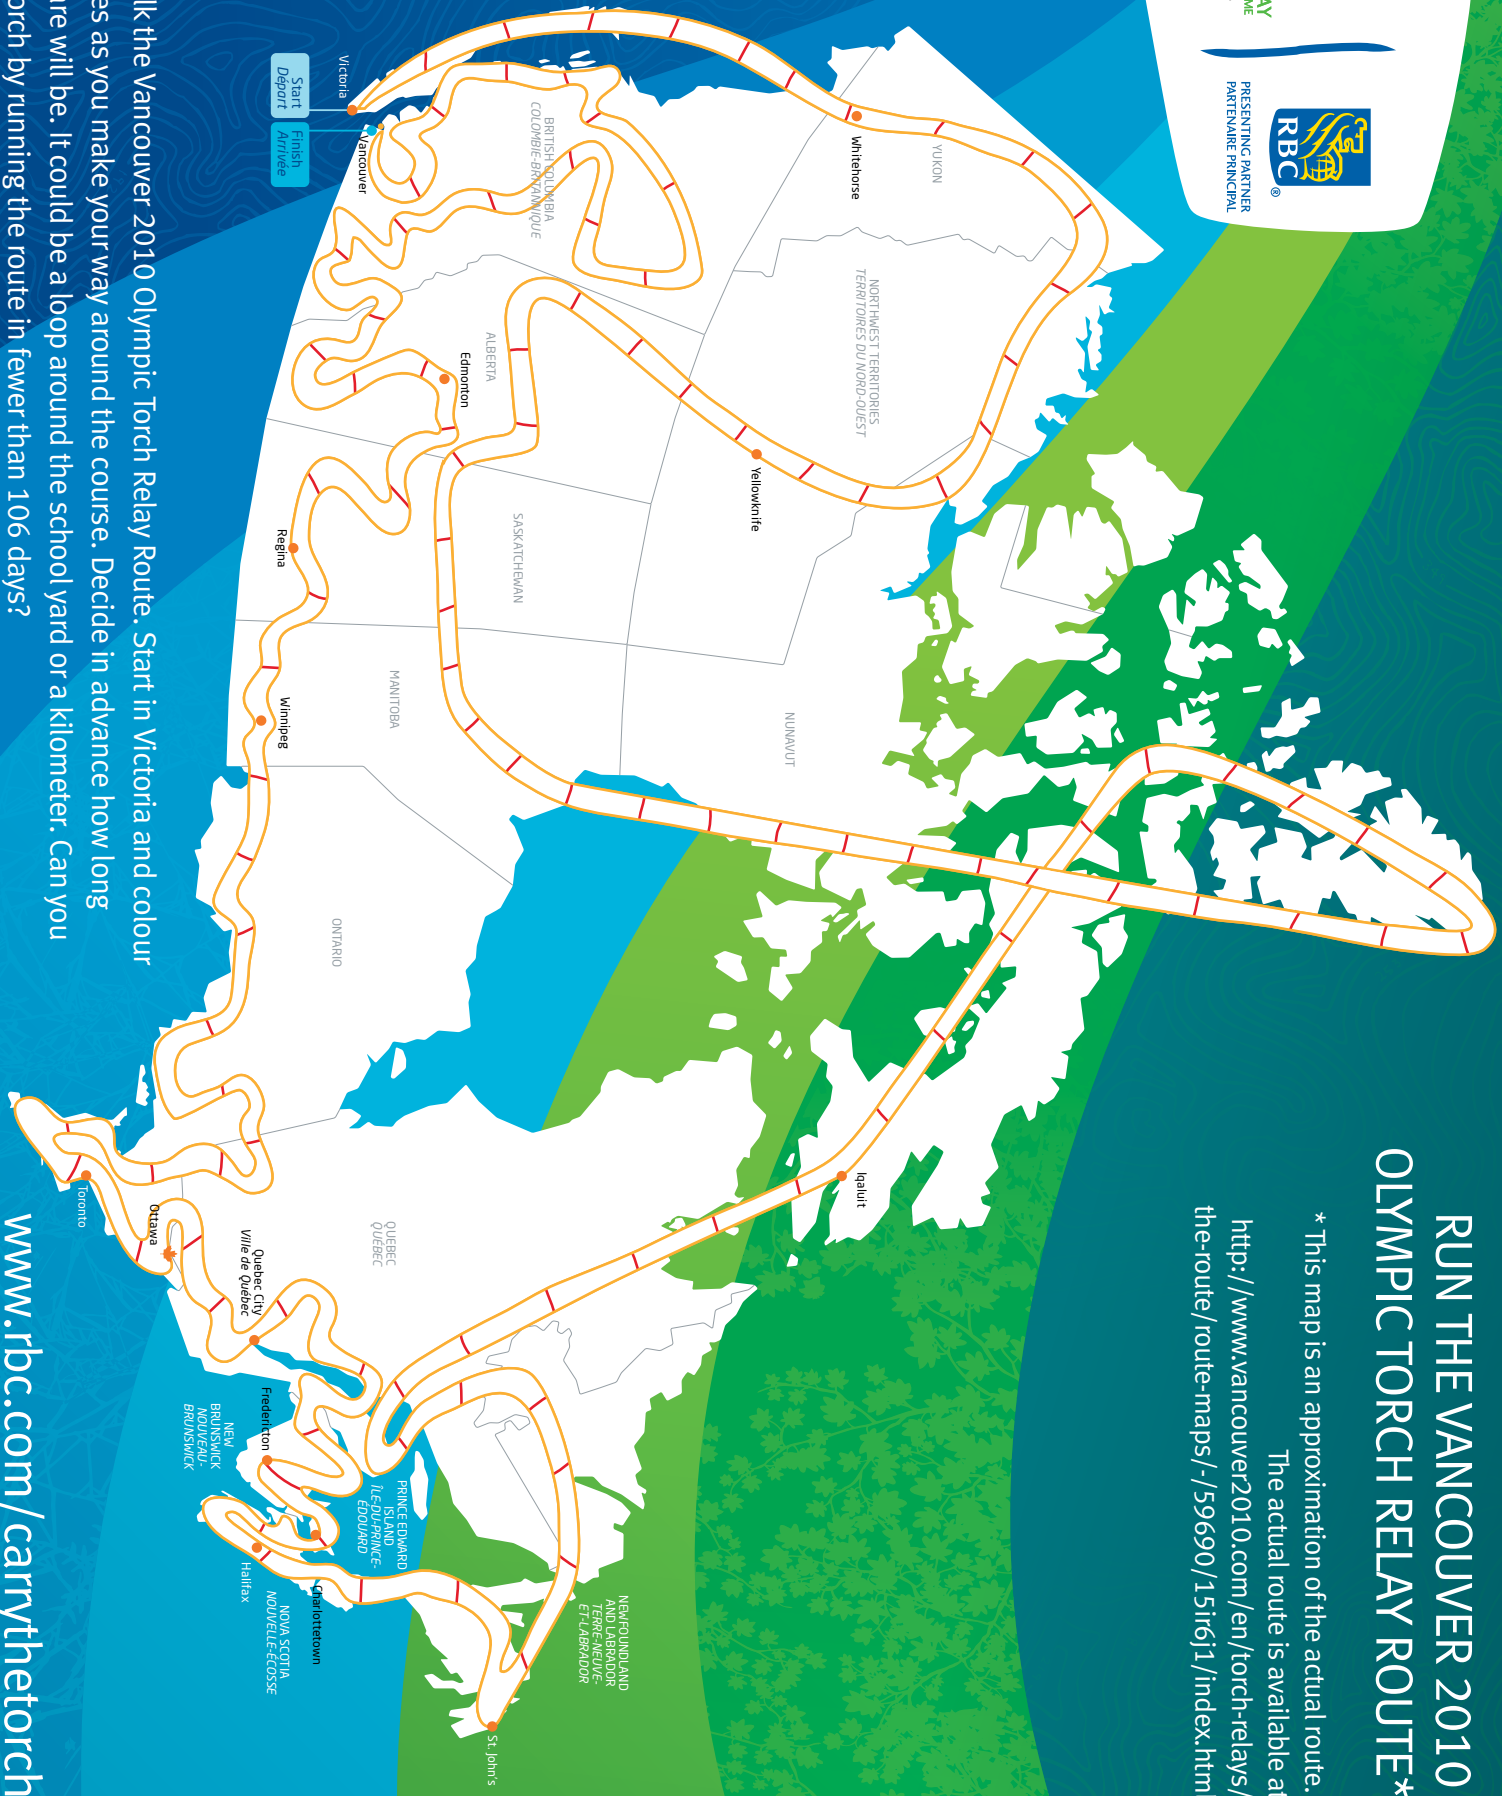 RUN THE VANCOUVER 2010
OLYMPIC TORCH RELAY ROUTE*
* This map is an approximation of the actual route.
The actual route is available at
http://www.vancouver2010.com/en/torch-relays/
the-route/route-maps/-/59690/15ir6j1/index.html
AY
ME
RBC®
PRESENTING PARTNER
PARTENAIRE PRINCIPAL
YUKON
Whitehorse
NORTHWEST TERRITORIES
TERRITOIRES DU NORD-OUEST
Yellowknife
NUNAVUT
Iqaluit
BRITISH COLUMBIA
COLOMBIE-BRITANNIQUE
ALBERTA
Edmonton
SASKATCHEWAN
Regina
MANITOBA
Winnipeg
ONTARIO
Toronto
Ottawa
QUEBEC
QUÉBEC
Quebec City
Ville de Québec
NEWFOUNDLAND
AND LABRADOR
TERRE-NEUVE-
ET-LABRADOR
St. John's
PRINCE EDWARD
ISLAND
ÎLE-DU-PRINCE-
ÉDOUARD
Charlottetown
NEW
BRUNSWICK
NOUVEAU-
BRUNSWICK
Fredericton
Halifax
NOVA SCOTIA
NOUVELLE-ÉCOSSE
Victoria
Vancouver
Start
Départ
Finish
Arrivée
lk the Vancouver 2010 Olympic Torch Relay Route. Start in Victoria and colour
es as you make your way around the course. Decide in advance how long
are will be. It could be a loop around the school yard or a kilometer. Can you
orch by running the route in fewer than 106 days?
www.rbc.com/carrythetorch